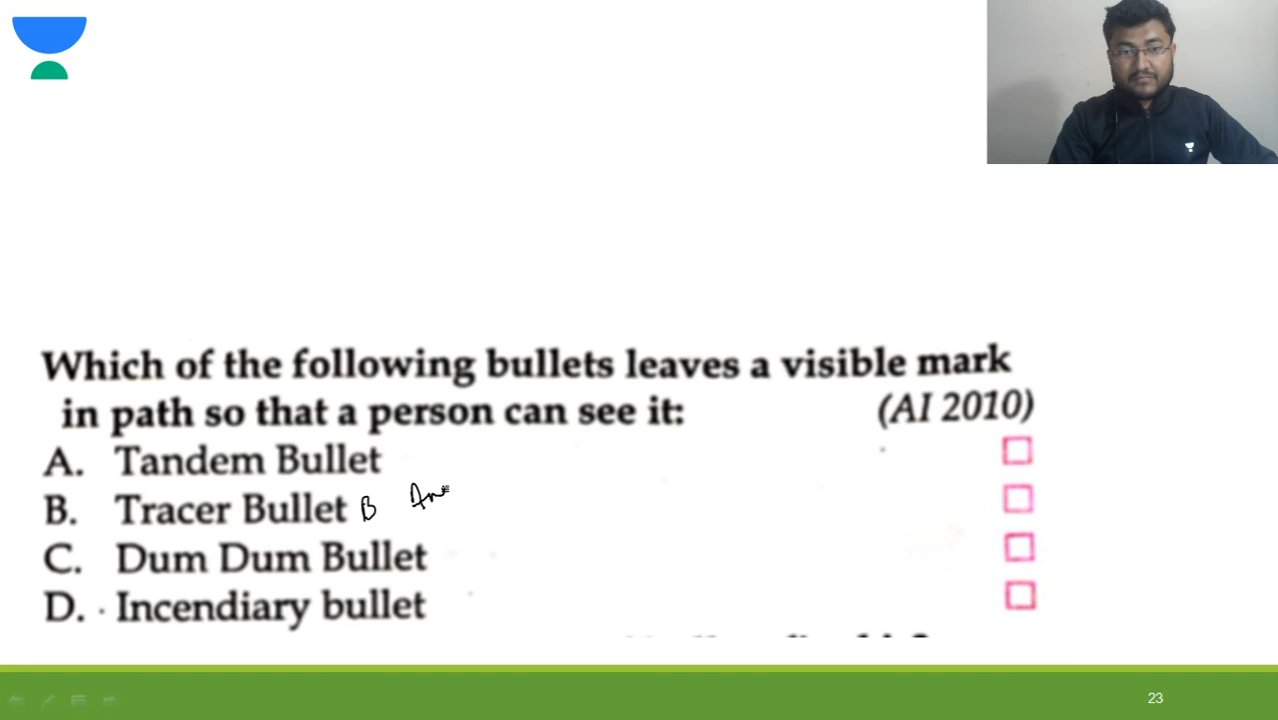 Which of the following bullets leaves a visible mark
in path so that a person can see it: (AI 2010)
A. Tandem Bullet
B. Tracer Bullet B An
C. Dum Dum Bullet
D. Incendiary bullet
23